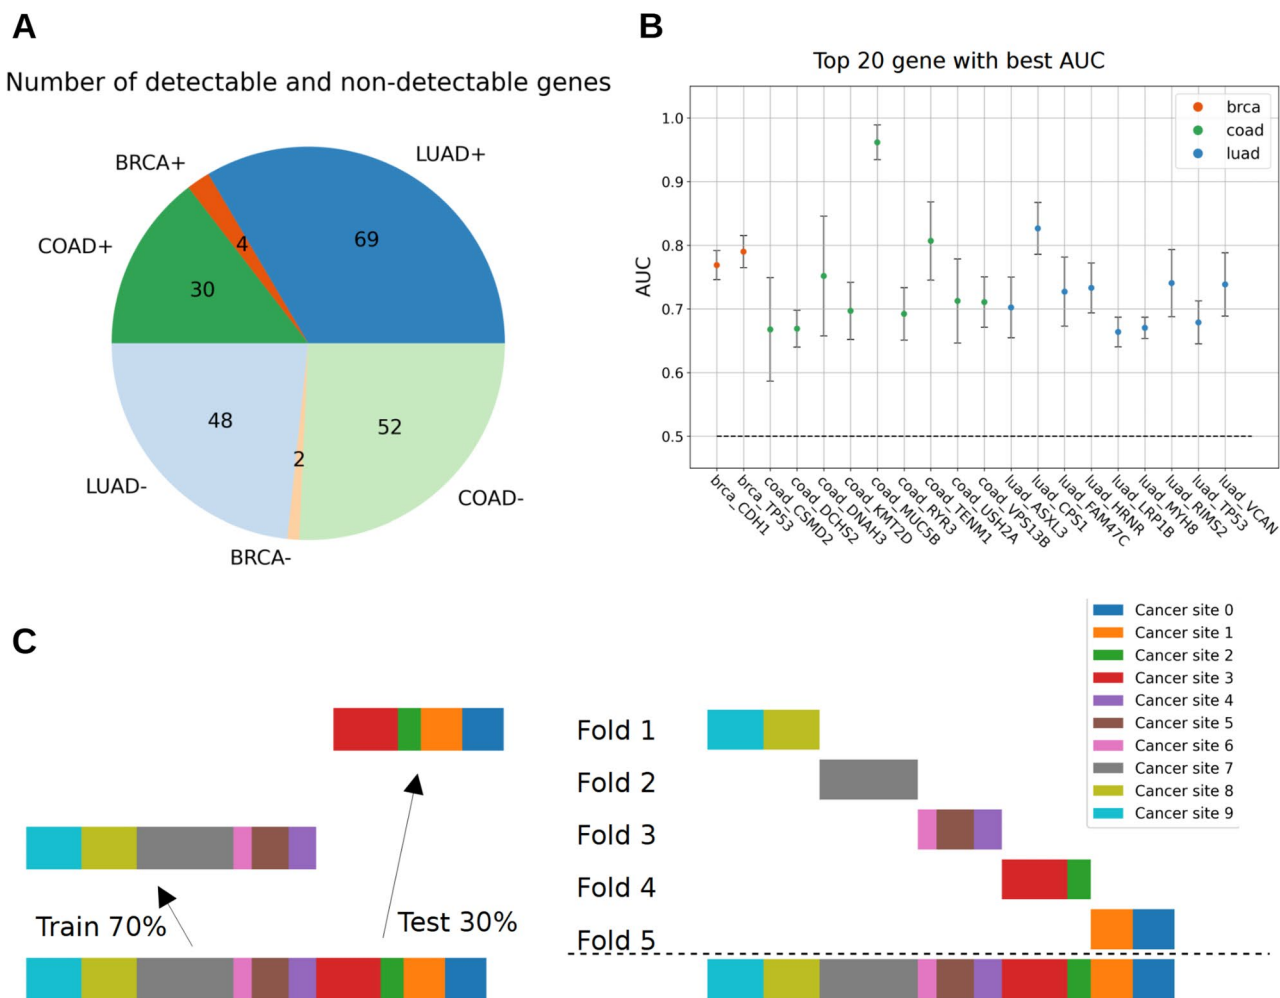 A
Number of detectable and non-detectable genes
BRCA+
LUAD+
COAD+
4
69
30
48
52
2
LUAD-
COAD-
BRCA-
B
Top 20 gene with best AUC
brca
coad
luad
AUC
1.0
0.9
0.8
0.7
0.6
0.5
brca_CDH1
brca_TP53
coad_CSMD2
coad_DCHS2
coad_DNAH3
coad_KMT2D
coad_MUC5B
coad_RYR3
coad_TENM1
coad_USH2A
coad_VPS13B
luad_ASXL3
luad_CPS1
luad_FAM47C
luad_HRNR
luad_LRP1B
luad_MYH8
luad_RIMS2
luad_TP53
luad_VCAN
C
Train 70%
Test 30%
Fold 1
Fold 2
Fold 3
Fold 4
Fold 5
Cancer site 0
Cancer site 1
Cancer site 2
Cancer site 3
Cancer site 4
Cancer site 5
Cancer site 6
Cancer site 7
Cancer site 8
Cancer site 9